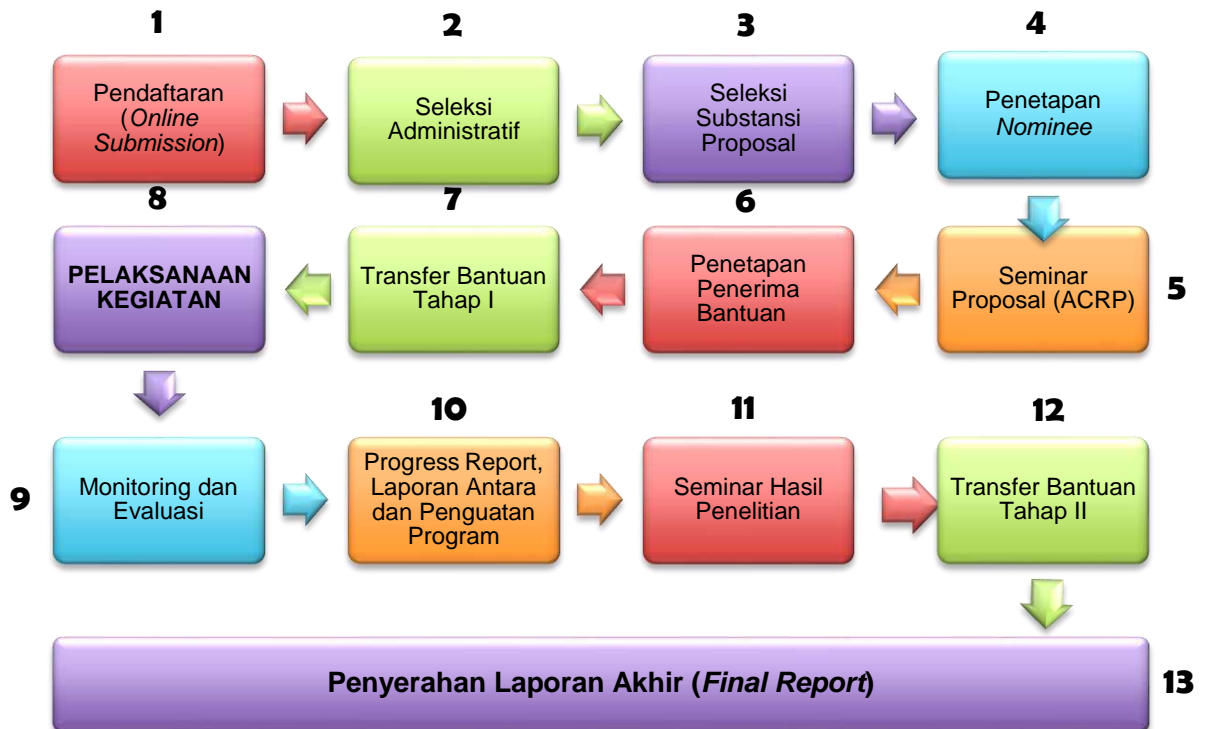 1
Pendaftaran
(Online
Submission)
2
Seleksi
Administratif
3
Seleksi
Substansi
Proposal
4
Penetapan
Nominee
5
Seminar
Proposal (ACRP)
6
Penetapan
Penerima
Bantuan
7
Transfer Bantuan
Tahap I
8
PELAKSANAAN
KEGIATAN
9
Monitoring dan
Evaluasi
10
Progress Report,
Laporan Antara
dan Penguatan
Program
11
Seminar Hasil
Penelitian
12
Transfer Bantuan
Tahap II
13
Penyerahan Laporan Akhir (Final Report)